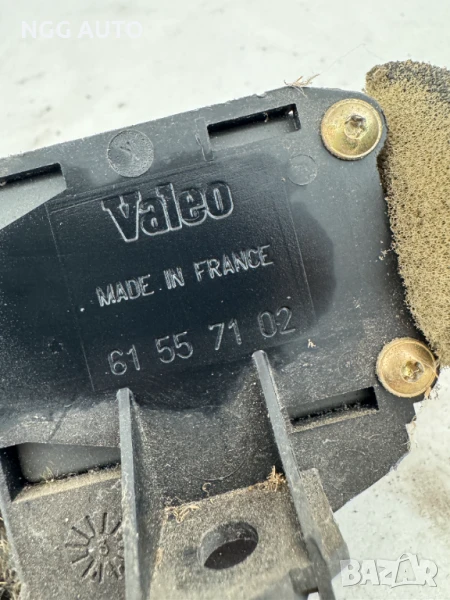 NGG AUTO
Valeo
MADE IN FRANCE
61 55 71 02
BAZAR